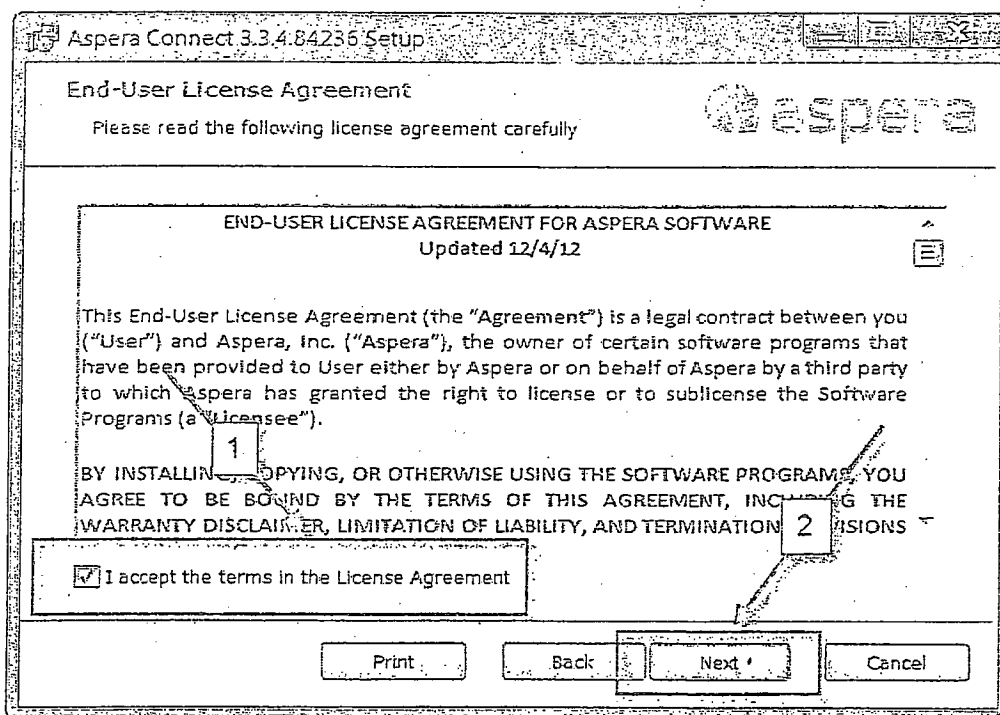 Aspera Connect 3.3.4.84236 Setup
End-User License Agreement
Please read the following license agreement carefully
aspera
END-USER LICENSE AGREEMENT FOR ASPERA SOFTWARE
Updated 12/4/12
This End-User License Agreement (the "Agreement") is a legal contract between you
("User") and Aspera, Inc. ("Aspera"), the owner of certain software programs that
have been provided to User either by Aspera or on behalf of Aspera by a third party
to which Aspera has granted the right to license or to sublicense the Software
Programs (a "Licensee").
1
BY INSTALLING, COPYING, OR OTHERWISE USING THE SOFTWARE PROGRAMS, YOU
AGREE TO BE BOUND BY THE TERMS OF THIS AGREEMENT, INCLUDING THE
WARRANTY DISCLAIMER, LIMITATION OF LIABILITY, AND TERMINATION PROVISIONS
2
I accept the terms in the License Agreement
Print
Back
Next
Cancel